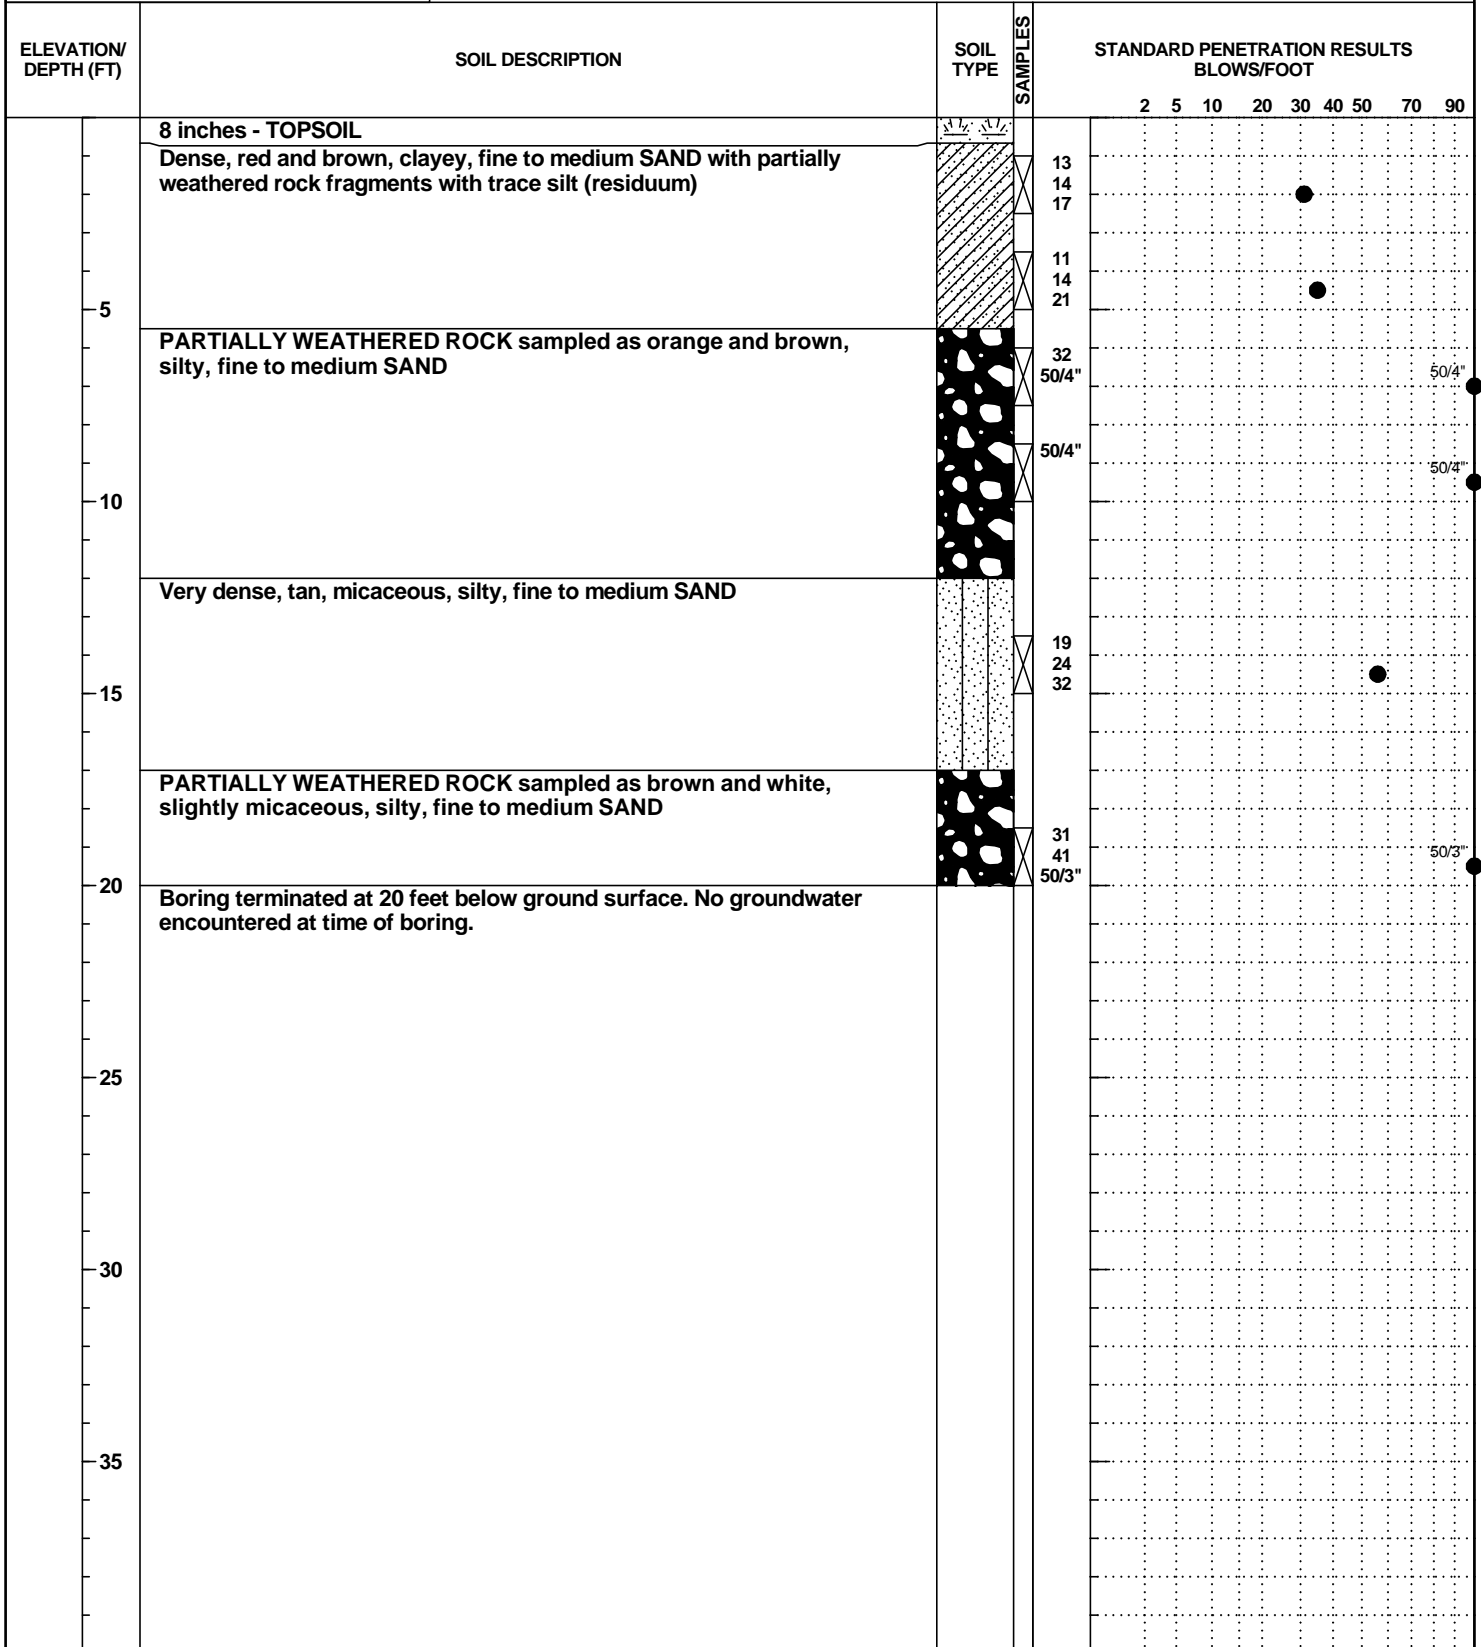 ELEVATION/
DEPTH (FT)
SOIL DESCRIPTION
SOIL
TYPE
SAMPLES
STANDARD PENETRATION RESULTS
BLOWS/FOOT
2 5 10 20 30 40 50 70 90
8 inches - TOPSOIL
Dense, red and brown, clayey, fine to medium SAND with partially
weathered rock fragments with trace silt (residuum)
13
14
17
11
14
21
5
PARTIALLY WEATHERED ROCK sampled as orange and brown,
silty, fine to medium SAND
32
50/4"
50/4"
50/4"
50/4"
10
Very dense, tan, micaceous, silty, fine to medium SAND
19
24
32
15
PARTIALLY WEATHERED ROCK sampled as brown and white,
slightly micaceous, silty, fine to medium SAND
31
41
50/3"
50/3"
20
Boring terminated at 20 feet below ground surface. No groundwater
encountered at time of boring.
25
30
35